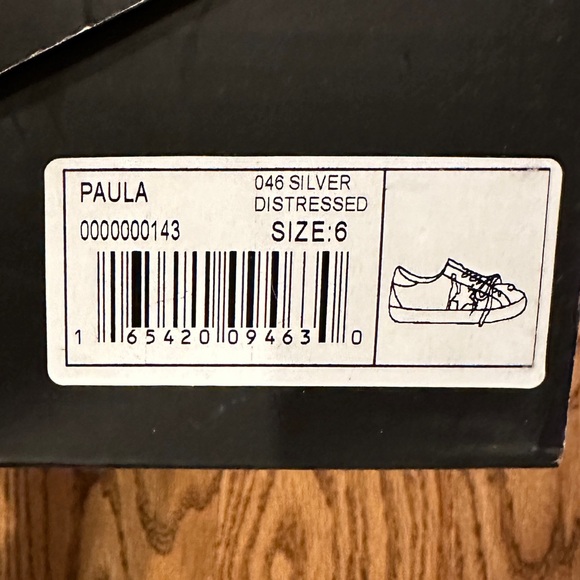 PAULA
046 SILVER
DISTRESSED
0000000143
SIZE:6
1 65420 09463 0